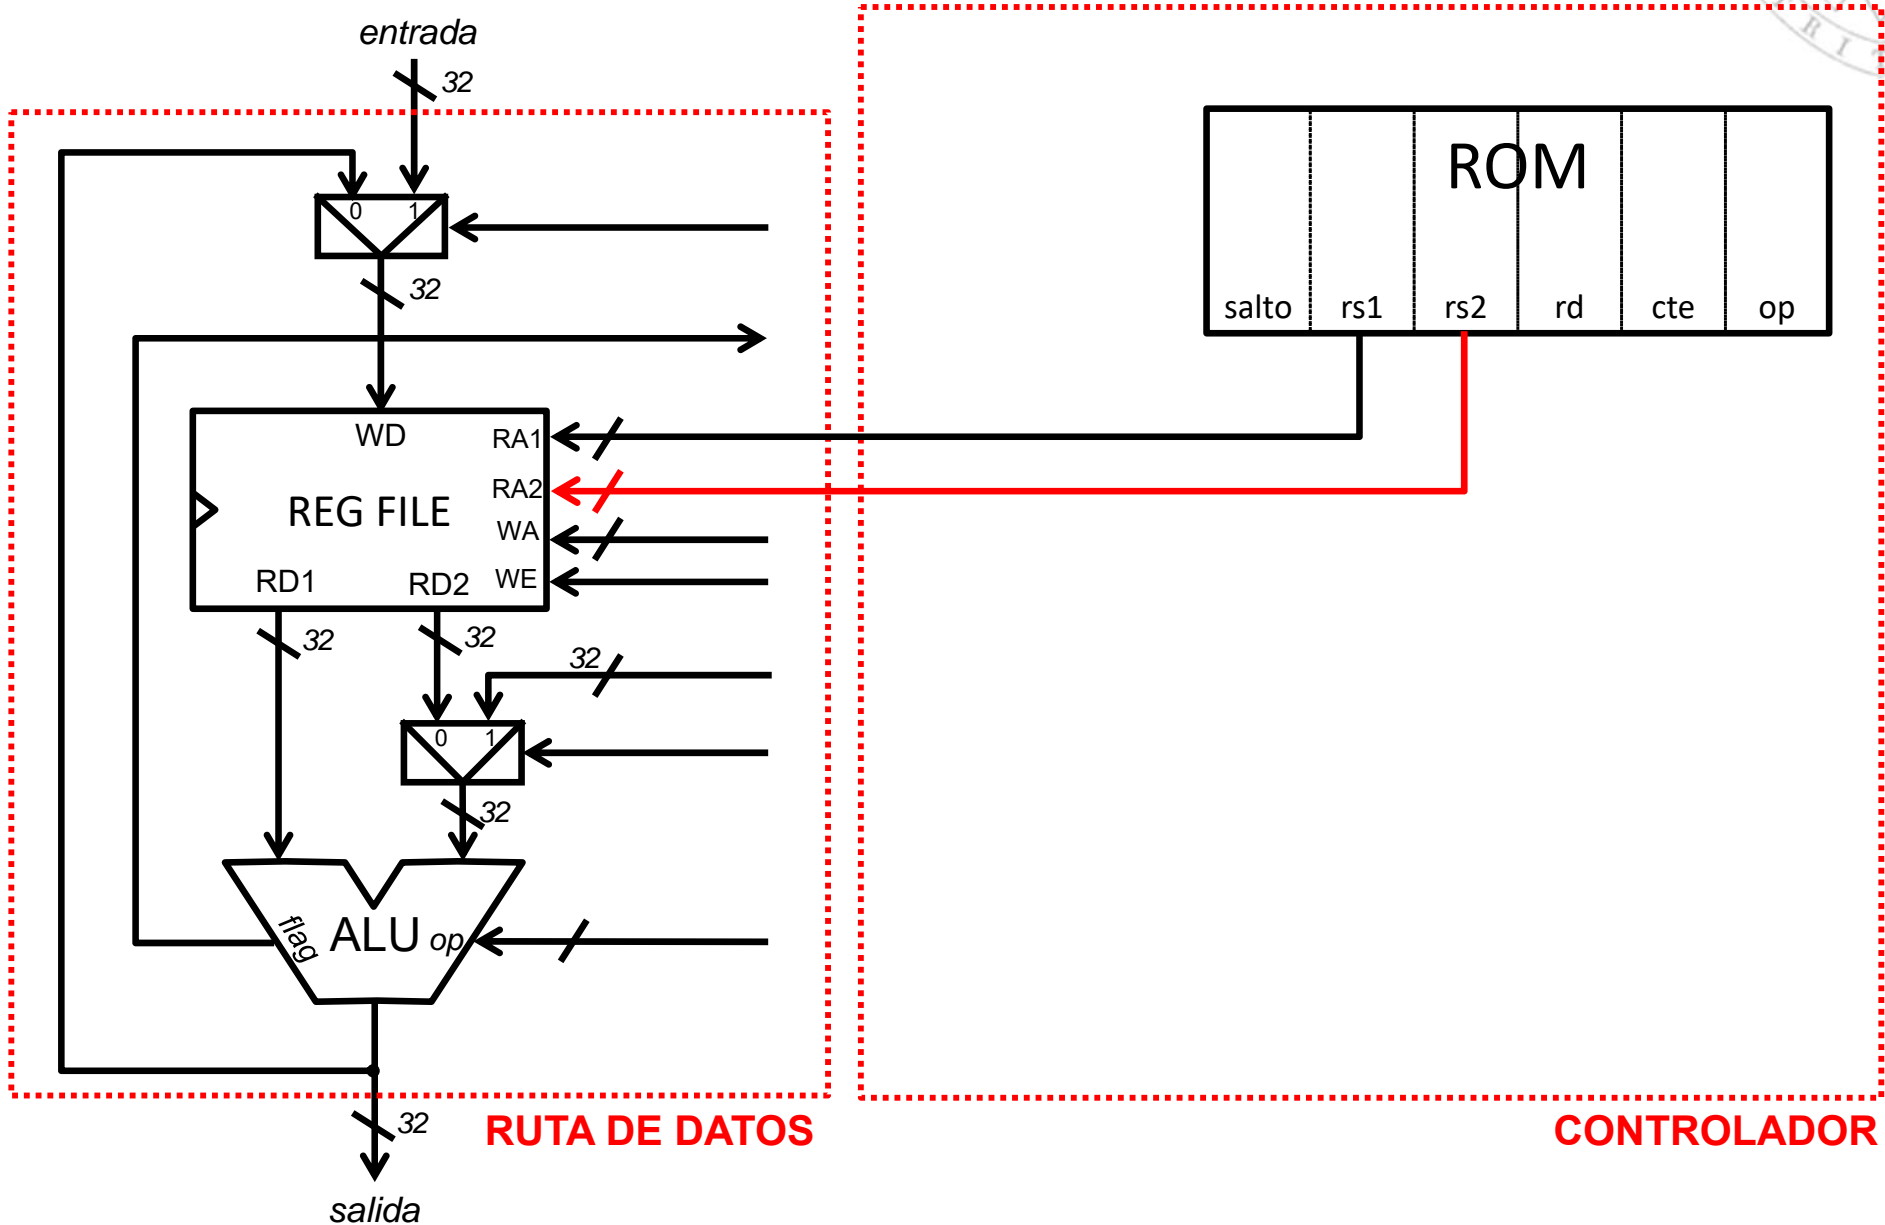 entrada
32
0 1
32
WD
RA1
RA2
REG FILE
WA
WE
RD1
RD2
32
32
32
0 1
32
flag
ALU
op
32
salida
RUTA DE DATOS
ROM
salto rs1 rs2 rd cte op
CONTROLADOR
R I T